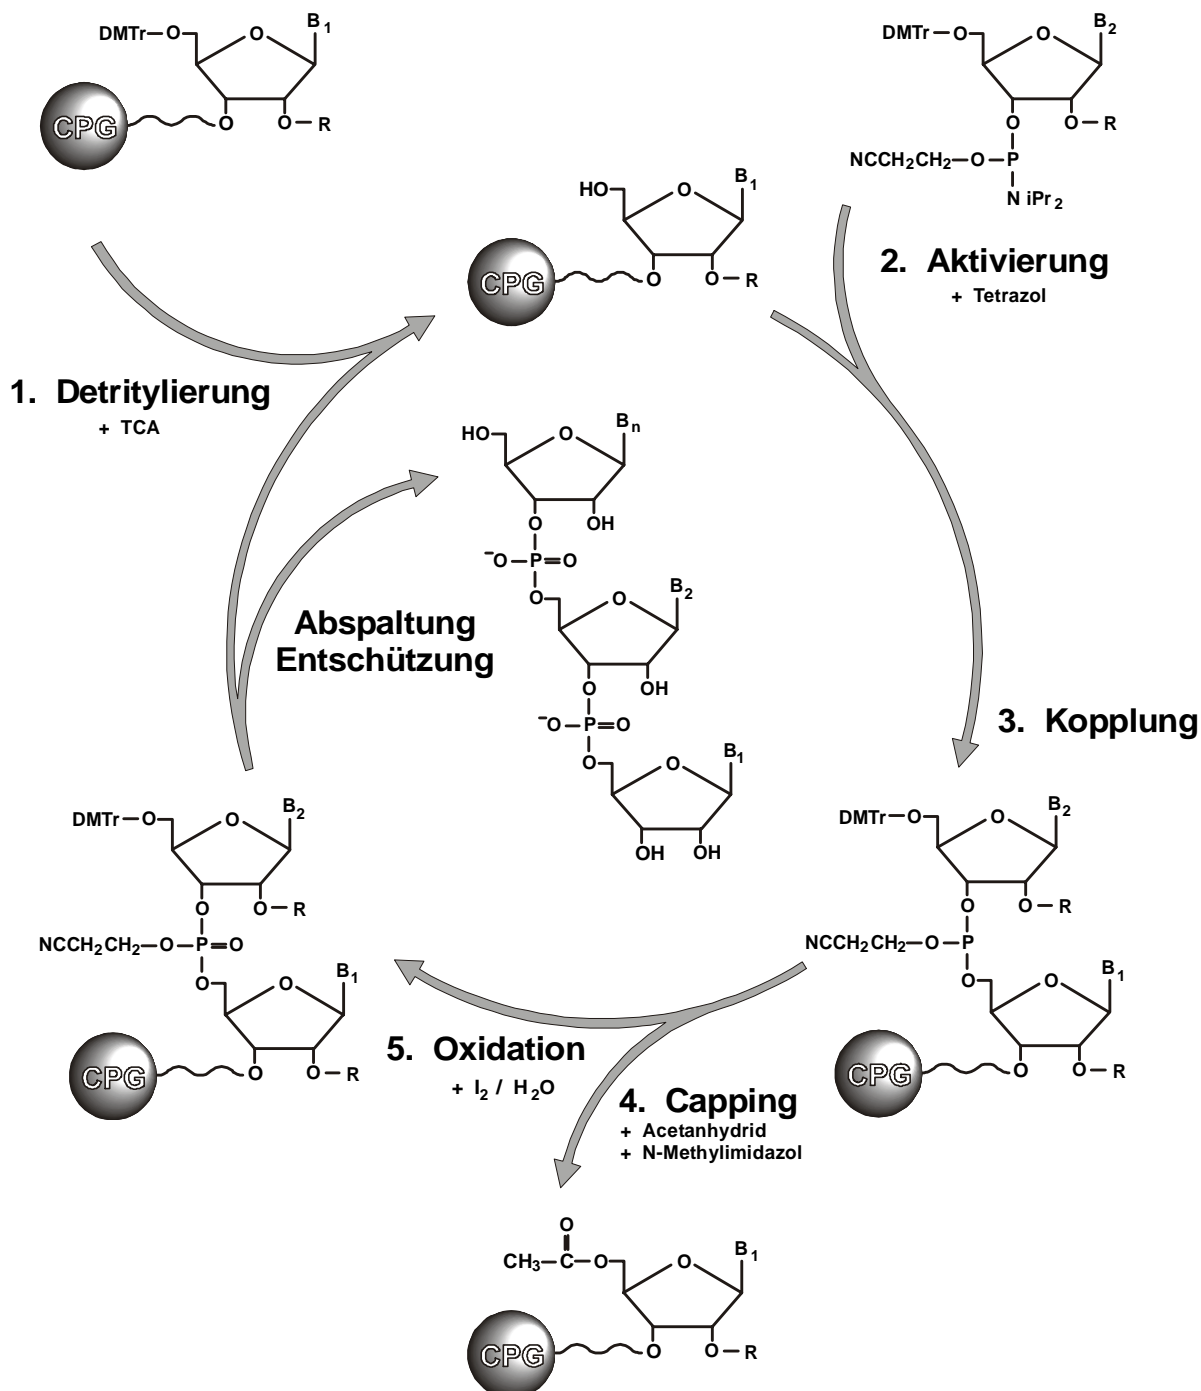 DMTr—O O B1
CPG O O—R
DMTr—O O B2
O O—R
NCCH2CH2—O—P
N iPr2
HO O B1
CPG O O—R
2. Aktivierung
+ Tetrazol
1. Detritylierung
+ TCA
HO O Bn
O OH
−O—P=O
O O B2
Abspaltung
Entschützung
O OH
−O—P=O
O O B1
OH OH
3. Kopplung
DMTr—O O B2
O O—R
NCCH2CH2—O—P=O
O O B1
CPG O O—R
DMTr—O O B2
O O—R
NCCH2CH2—O—P
O O B1
CPG O O—R
5. Oxidation
+ I2 / H2O
4. Capping
+ Acetanhydrid
+ N-Methylimidazol
O
CH3—C—O O B1
CPG O O—R